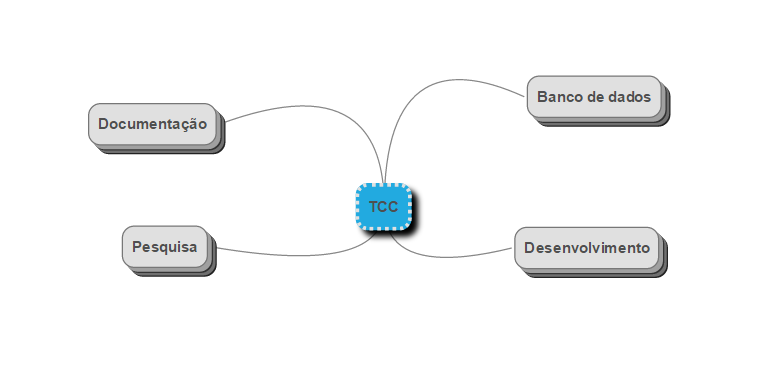 Banco de dados
Documentação
TCC
Pesquisa
Desenvolvimento